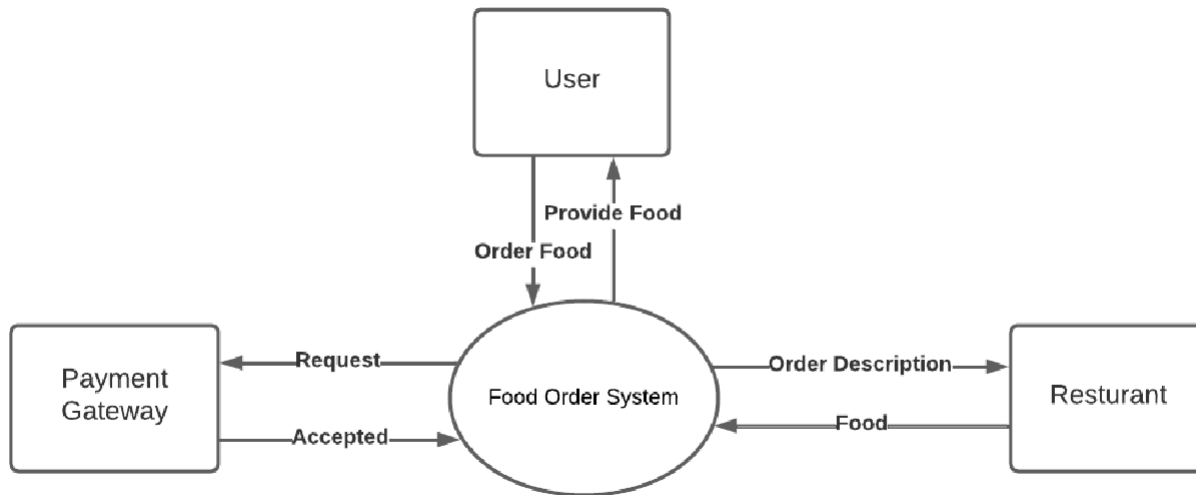 User
Provide Food
Order Food
Request
Order Description
Payment
Gateway
Food Order System
Resturant
Accepted
Food